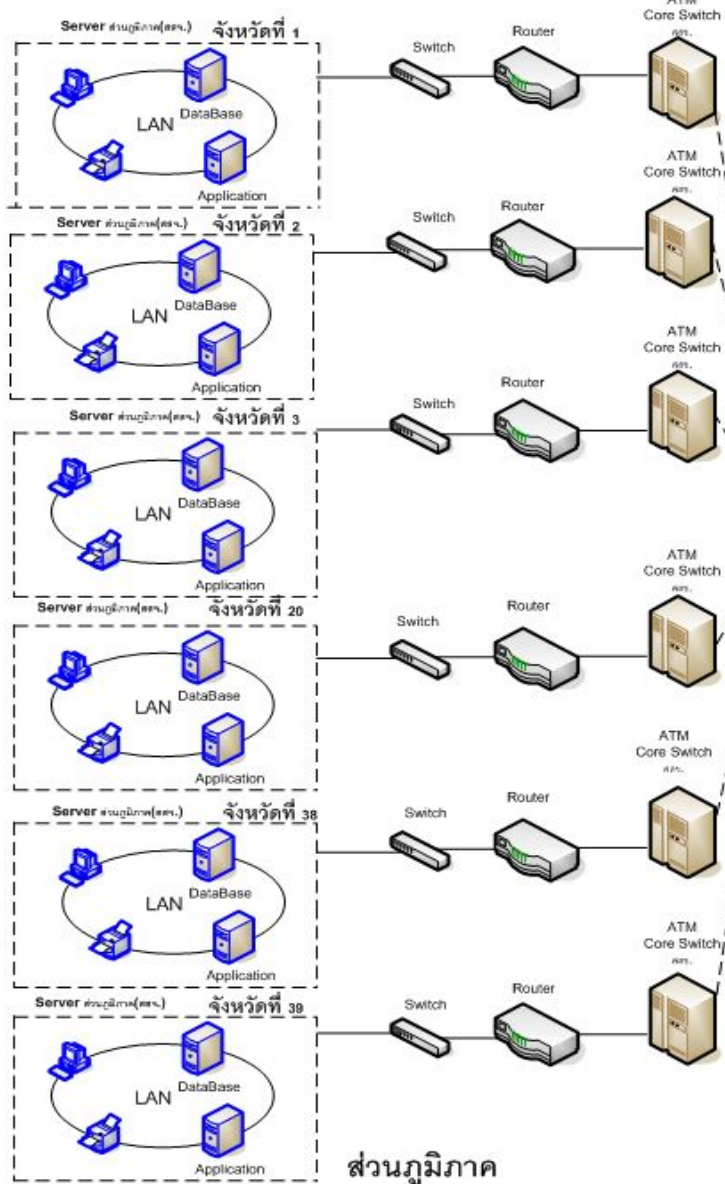 ATM
Core Switch
Server ส่วนภูมิภาค(สตจ.) จังหวัดที่ 1
Switch
Router
DataBase
LAN
Application
ATM
Core Switch
Server ส่วนภูมิภาค(สตจ.) จังหวัดที่ 2
Switch
Router
DataBase
LAN
Application
ATM
Core Switch
Server ส่วนภูมิภาค(สตจ.) จังหวัดที่ 3
Switch
Router
DataBase
LAN
Application
ATM
Core Switch
Server ส่วนภูมิภาค(สตจ.) จังหวัดที่ 20
Switch
Router
DataBase
LAN
Application
ATM
Core Switch
Server ส่วนภูมิภาค(สตจ.) จังหวัดที่ 38
Switch
Router
DataBase
LAN
Application
ATM
Core Switch
Server ส่วนภูมิภาค(สตจ.) จังหวัดที่ 39
Switch
Router
DataBase
LAN
Application
ส่วนภูมิภาค